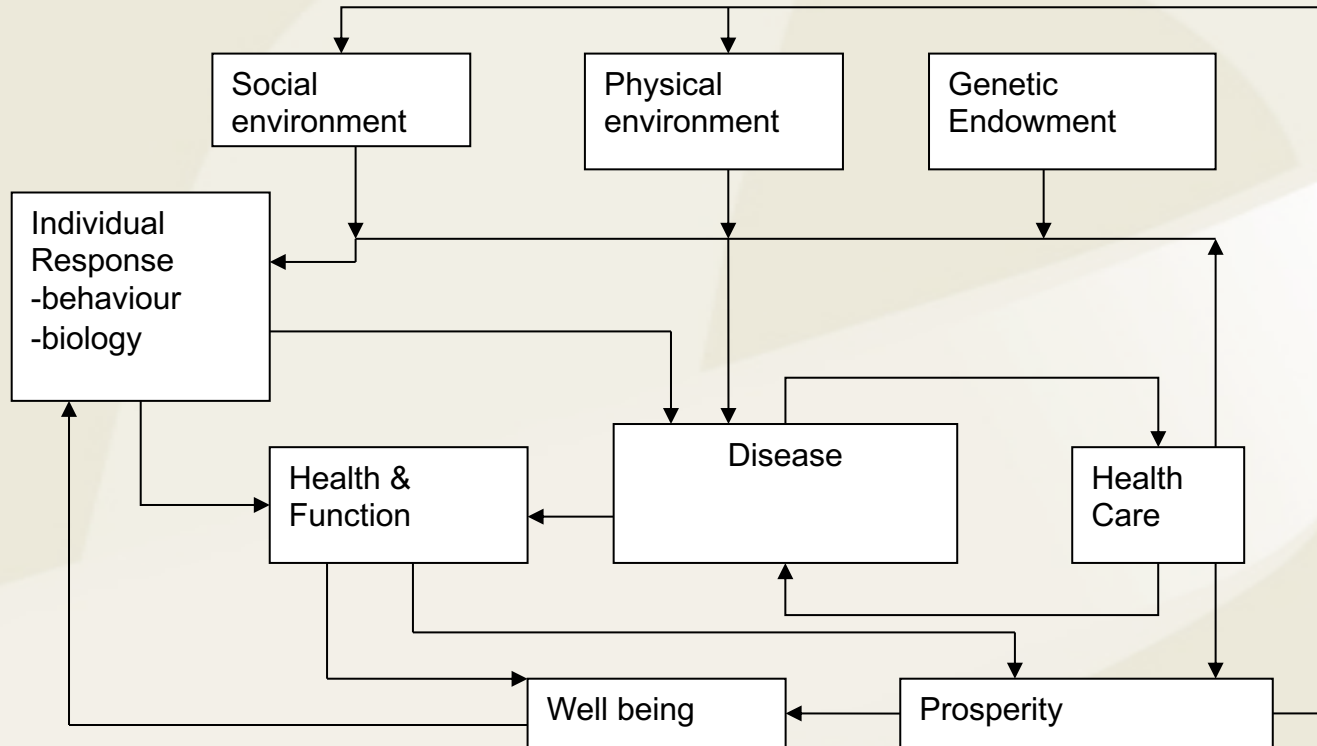 Social
environment
Physical
environment
Genetic
Endowment
Individual
Response
-behaviour
-biology
Disease
Health &
Function
Health
Care
Well being
Prosperity